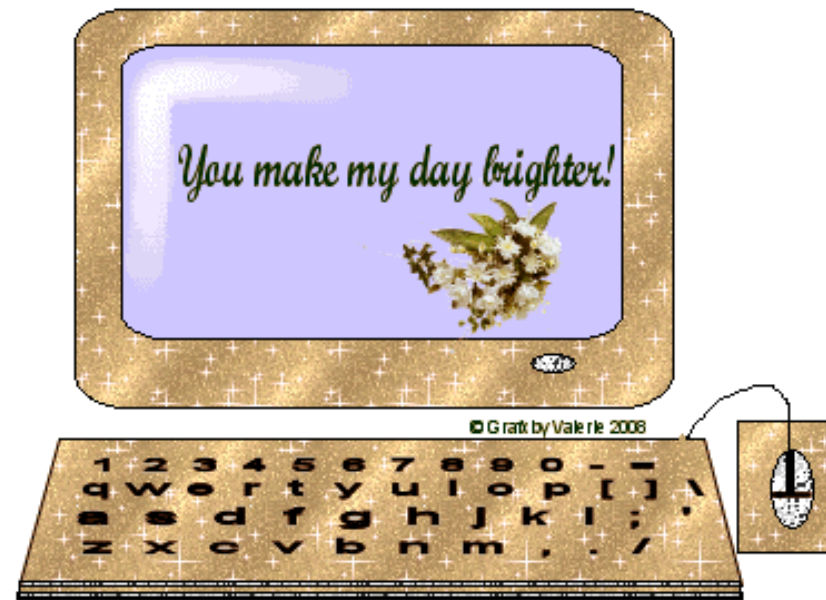 You make my day brighter!
© Grafx by Valerie 2008
1 2 3 4 5 6 7 8 9 0 - =
q w e r t y u i o p [ ] \
a s d f g h j k l ; '
z x c v b n m , . /